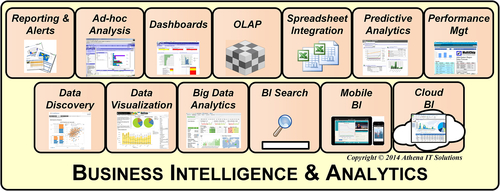 Reporting & Alerts
Ad-hoc Analysis
Dashboards
OLAP
Spreadsheet Integration
Predictive Analytics
Performance Mgt
Data Discovery
Data Visualization
Big Data Analytics
BI Search
Mobile BI
Cloud BI
Copyright © 2014 Athena IT Solutions
BUSINESS INTELLIGENCE & ANALYTICS